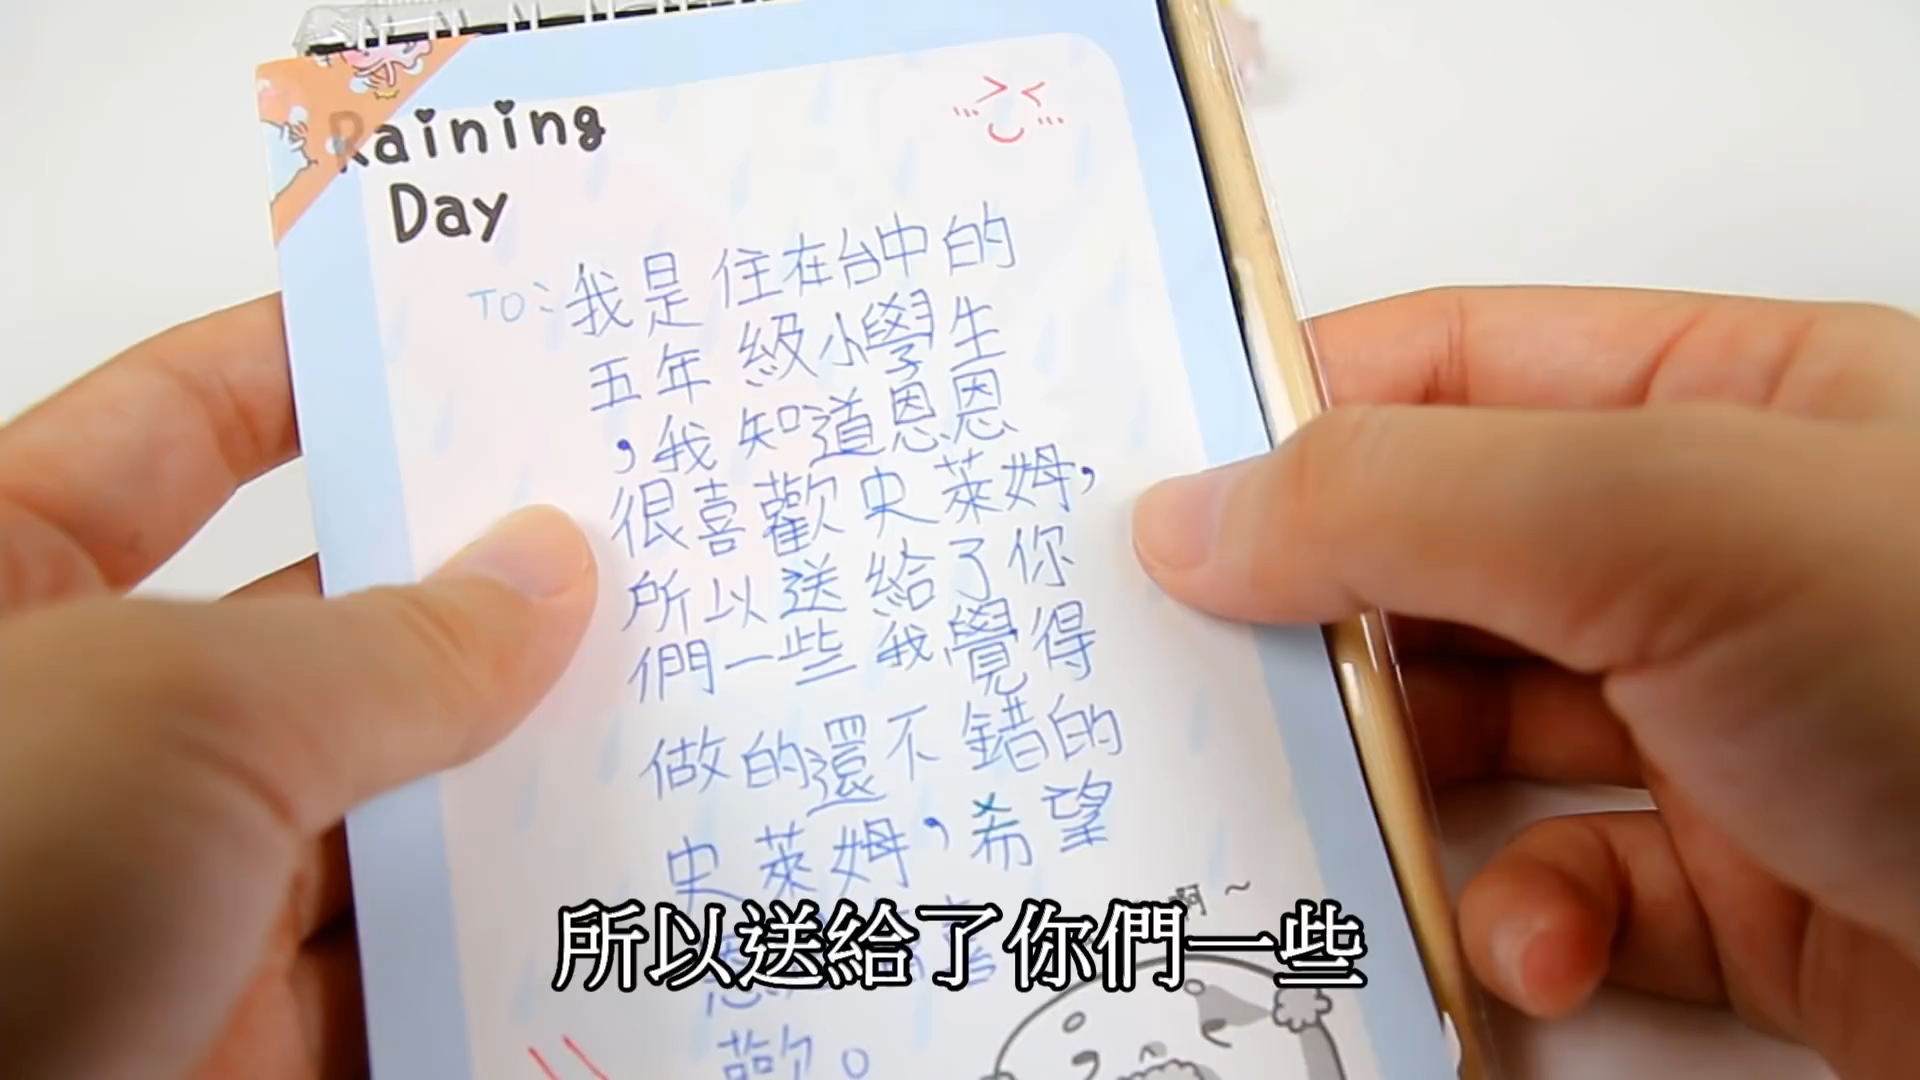 Raining
Day
TO:我是住在台中的
五年級小學生
,我知道恩恩
很喜歡史萊姆,
所以送給了你
們一些我覺得
做的還不錯的
史萊姆,希望
啊~
所以送給了你們一些
歡。